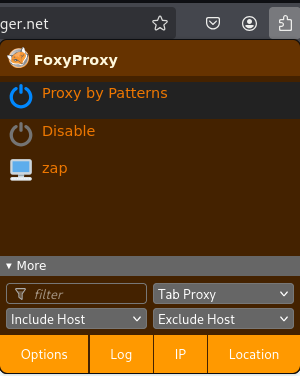 ger.net
FoxyProxy
Proxy by Patterns
Disable
zap
▾ More
filter
Tab Proxy
Include Host
Exclude Host
Options
Log
IP
Location